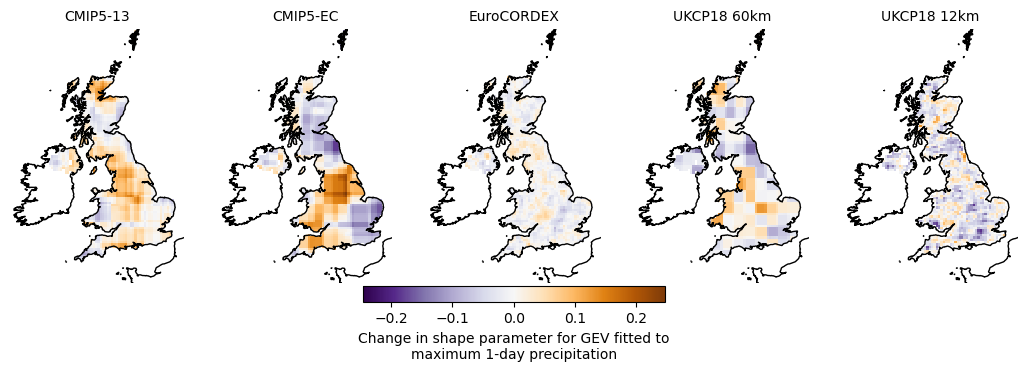 CMIP5-13
CMIP5-EC
EuroCORDEX
UKCP18 60km
UKCP18 12km
−0.2
−0.1
0.0
0.1
0.2
Change in shape parameter for GEV fitted to
maximum 1-day precipitation